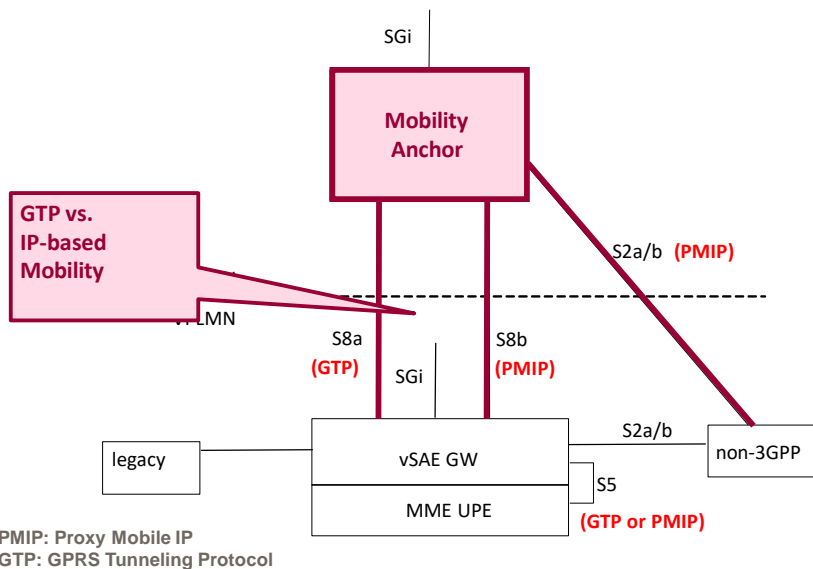 SGi
Mobility
Anchor
GTP vs.
IP-based
Mobility
S2a/b (PMIP)
S8a
(GTP)
SGi
S8b
(PMIP)
legacy
vSAE GW
S2a/b
non-3GPP
S5
MME UPE
(GTP or PMIP)
PMIP: Proxy Mobile IP
GTP: GPRS Tunneling Protocol